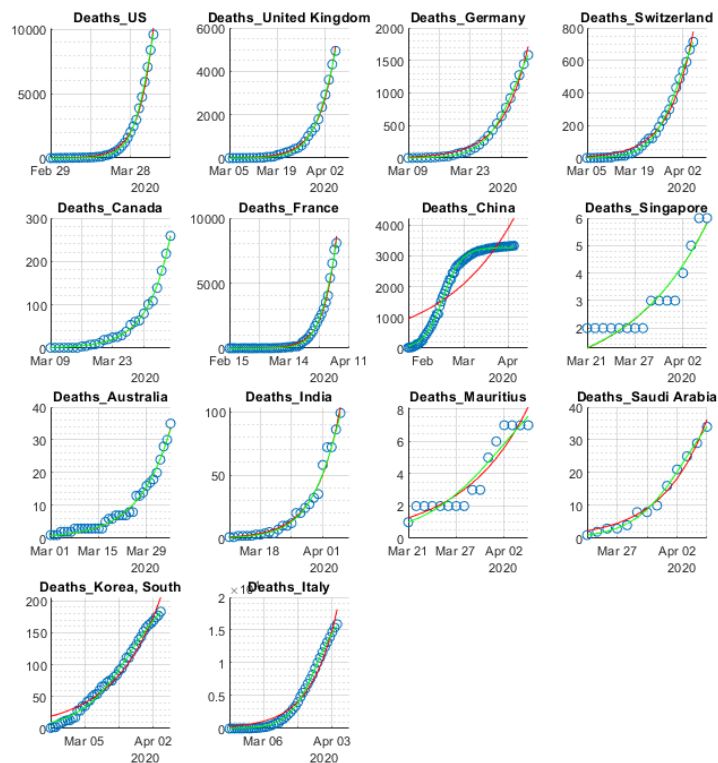 Deaths_US
10000
5000
0
Feb 29
Mar 28
2020
Deaths_United Kingdom
6000
4000
2000
0
Mar 05
Mar 19
Apr 02
2020
Deaths_Germany
2000
1500
1000
500
0
Mar 09
Mar 23
2020
Deaths_Switzerland
800
600
400
200
0
Mar 05
Mar 19
Apr 02
2020
Deaths_Canada
300
200
100
0
Mar 09
Mar 23
2020
Deaths_France
10000
5000
0
Feb 15
Mar 14
Apr 11
2020
Deaths_China
4000
3000
2000
1000
0
Feb
Mar
Apr
2020
Deaths_Singapore
6
5
4
3
2
Mar 21
Mar 27
Apr 02
2020
Deaths_Australia
40
30
20
10
0
Mar 01
Mar 15
Mar 29
2020
Deaths_India
100
50
0
Mar 18
Apr 01
2020
Deaths_Mauritius
8
6
4
2
0
Mar 21
Mar 27
Apr 02
2020
Deaths_Saudi Arabia
40
30
20
10
0
Mar 27
Apr 02
2020
Deaths_Korea, South
200
150
100
50
0
Mar 05
Apr 02
2020
Deaths_Italy
2
1.5
1
0.5
0
Mar 06
Apr 03
2020